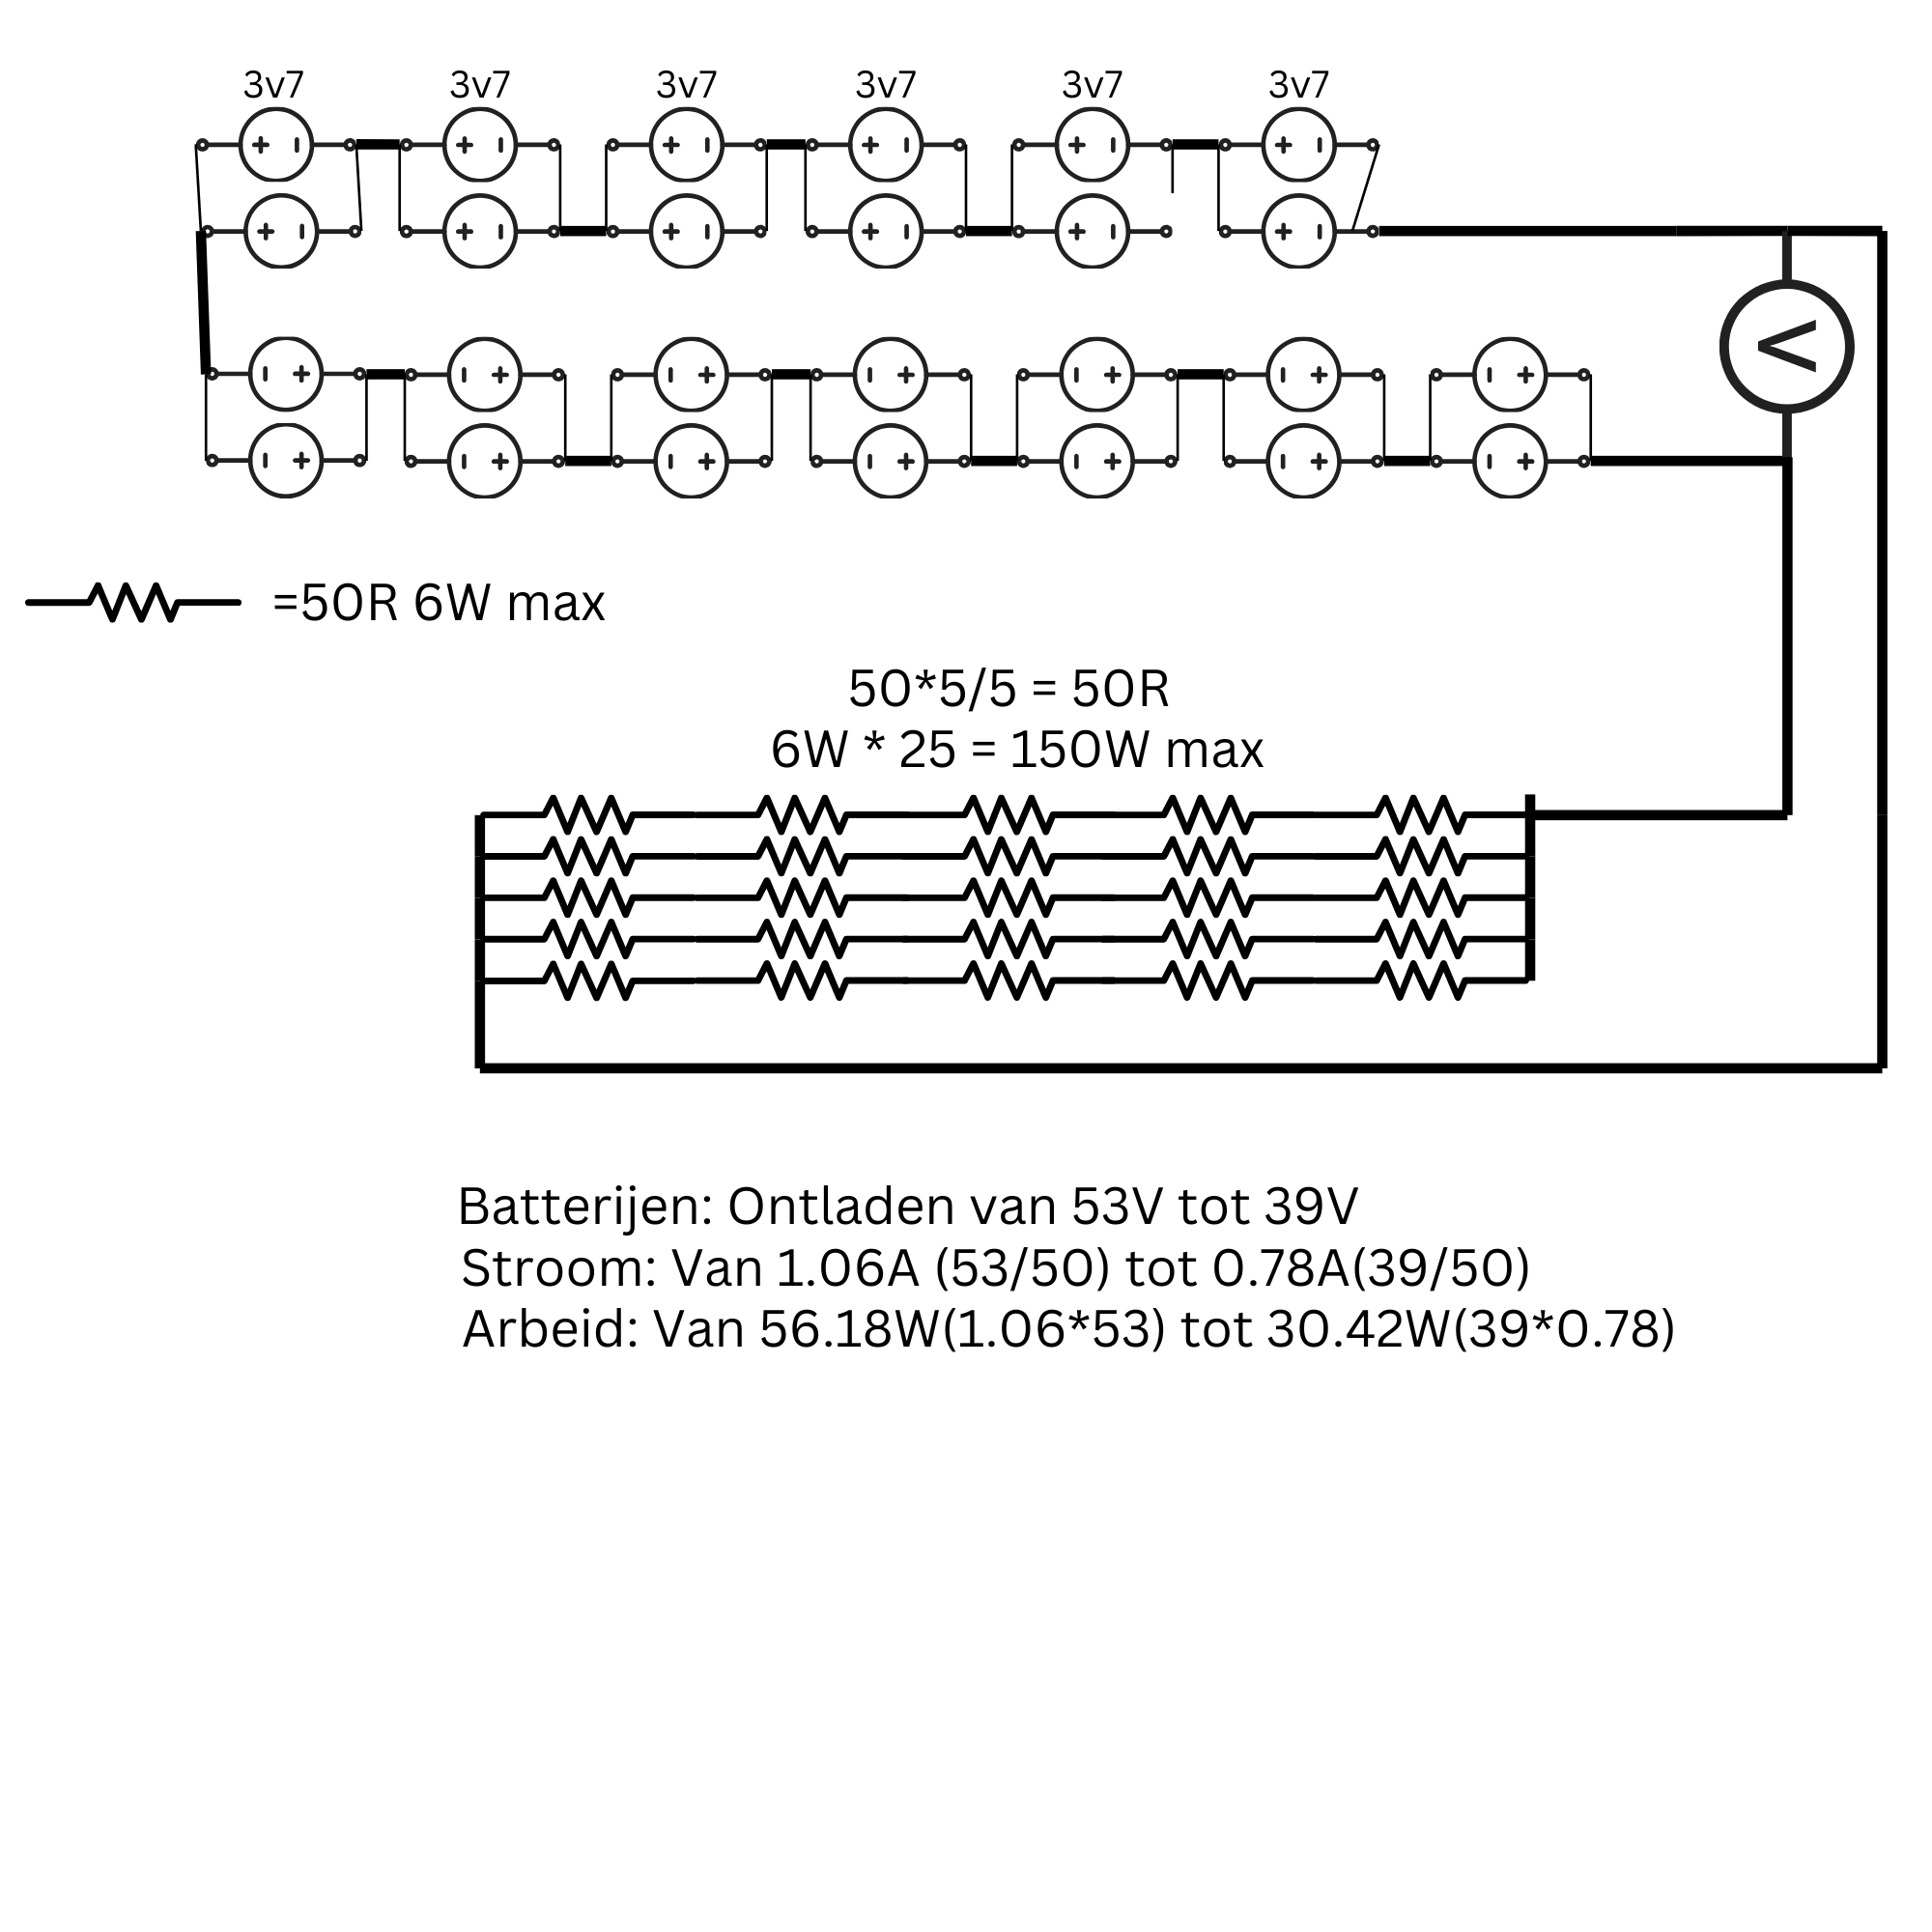 3v7 3v7 3v7 3v7 3v7 3v7
+ - + - + - + - + - + -
+ - + - + - + - + - + -
V
- + - + - + - + - + - + - +
- + - + - + - + - + - + - +
=50R 6W max
50*5/5 = 50R
6W * 25 = 150W max
Batterijen: Ontladen van 53V tot 39V
Stroom: Van 1.06A (53/50) tot 0.78A(39/50)
Arbeid: Van 56.18W(1.06*53) tot 30.42W(39*0.78)